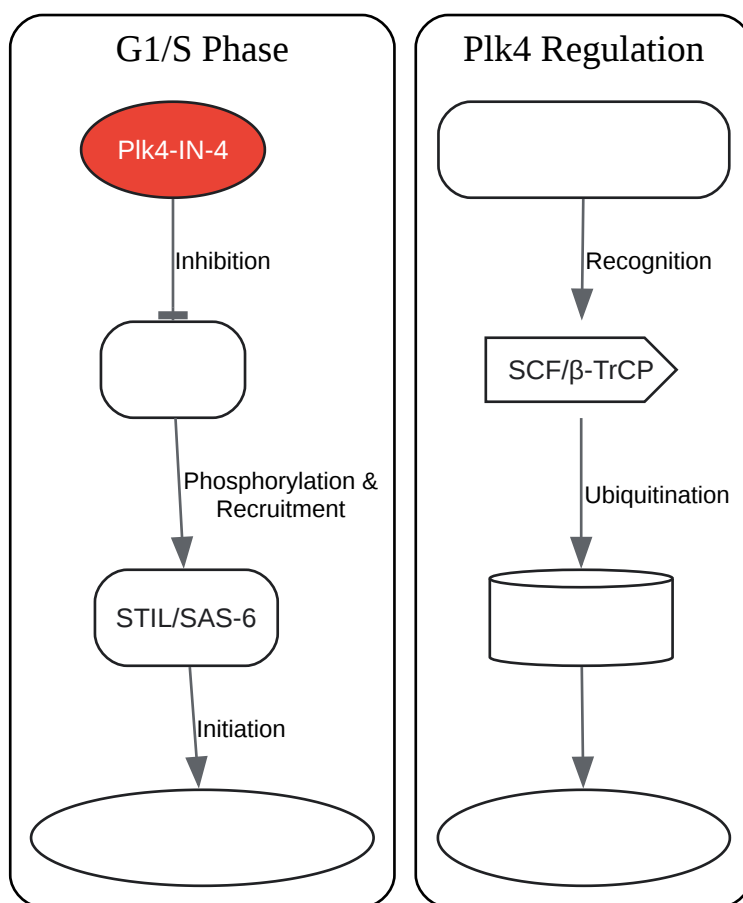 G1/S Phase
Plk4-IN-4
Inhibition
Phosphorylation &
Recruitment
STIL/SAS-6
Initiation
Plk4 Regulation
Recognition
SCF/β-TrCP
Ubiquitination